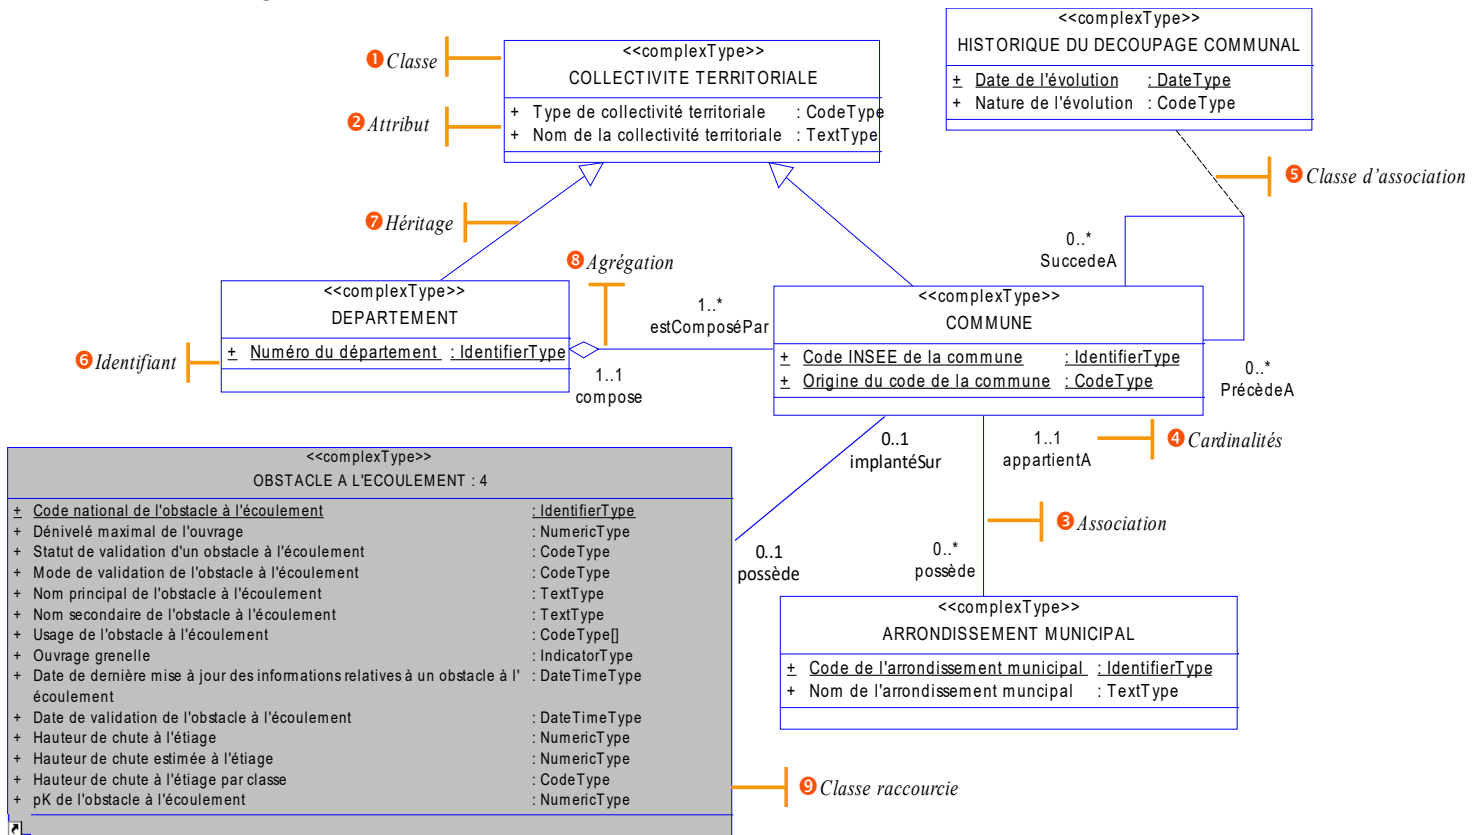 <<complexType>>
COLLECTIVITE TERRITORIALE
+ Type de collectivité territoriale : CodeType
+ Nom de la collectivité territoriale : TextType
<<complexType>>
HISTORIQUE DU DECOUPAGE COMMUNAL
+ Date de l'évolution : DateType
+ Nature de l'évolution : CodeType
1 Classe
2 Attribut
5 Classe d'association
7 Héritage
8 Agrégation
0..*
SuccedeA
<<complexType>>
DEPARTEMENT
+ Numéro du département : IdentifierType
6 Identifiant
1..*
estComposéPar
1..1
compose
<<complexType>>
COMMUNE
+ Code INSEE de la commune : IdentifierType
+ Origine du code de la commune : CodeType
0..*
PrécèdeA
0..1
implantéSur
1..1
appartientA
4 Cardinalités
3 Association
0..1
possède
0..*
possède
<<complexType>>
OBSTACLE A L'ECOULEMENT : 4
+ Code national de l'obstacle à l'écoulement : IdentifierType
+ Dénivelé maximal de l'ouvrage : NumericType
+ Statut de validation d'un obstacle à l'écoulement : CodeType
+ Mode de validation de l'obstacle à l'écoulement : CodeType
+ Nom principal de l'obstacle à l'écoulement : TextType
+ Nom secondaire de l'obstacle à l'écoulement : TextType
+ Usage de l'obstacle à l'écoulement : CodeType[]
+ Ouvrage grenelle : IndicatorType
+ Date de dernière mise à jour des informations relatives à un obstacle à l' : DateTimeType
écoulement
+ Date de validation de l'obstacle à l'écoulement : DateTimeType
+ Hauteur de chute à l'étiage : NumericType
+ Hauteur de chute estimée à l'étiage : NumericType
+ Hauteur de chute à l'étiage par classe : CodeType
+ pK de l'obstacle à l'écoulement : NumericType
<<complexType>>
ARRONDISSEMENT MUNICIPAL
+ Code de l'arrondissement municipal : IdentifierType
+ Nom de l'arrondissement muncipal : TextType
9 Classe raccourcie